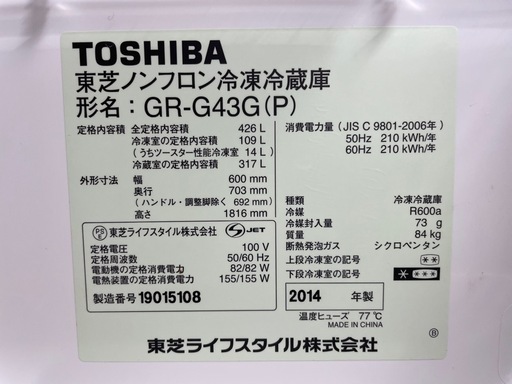 TOSHIBA
東芝ノンフロン冷凍冷蔵庫
形名：GR-G43G(P)
定格内容積 全定格内容積 426 L
冷凍室の定格内容積 109 L
（うちツースター性能冷凍室 14 L）
冷蔵室の定格内容積 317 L
外形寸法 幅 600 mm
奥行 703 mm
（ハンドル・調整脚除く 692 mm）
高さ 1816 mm
消費電力量（JIS C 9801-2006年）
50Hz 210 kWh/年
60Hz 210 kWh/年
PS E 東芝ライフスタイル株式会社 JET
定格電圧 100 V
定格周波数 50/60 Hz
電動機の定格消費電力 82/82 W
電熱装置の定格消費電力 155/155 W
製造番号 19015108
種類 冷凍冷蔵庫
冷媒 R600a
冷媒封入量 73 g
質量 84 kg
断熱発泡ガス シクロペンタン
上段冷凍室の記号 **
下段冷凍室の記号 * ***
2014 年製
温度ヒューズ 77℃
MADE IN CHINA
B
東芝ライフスタイル株式会社